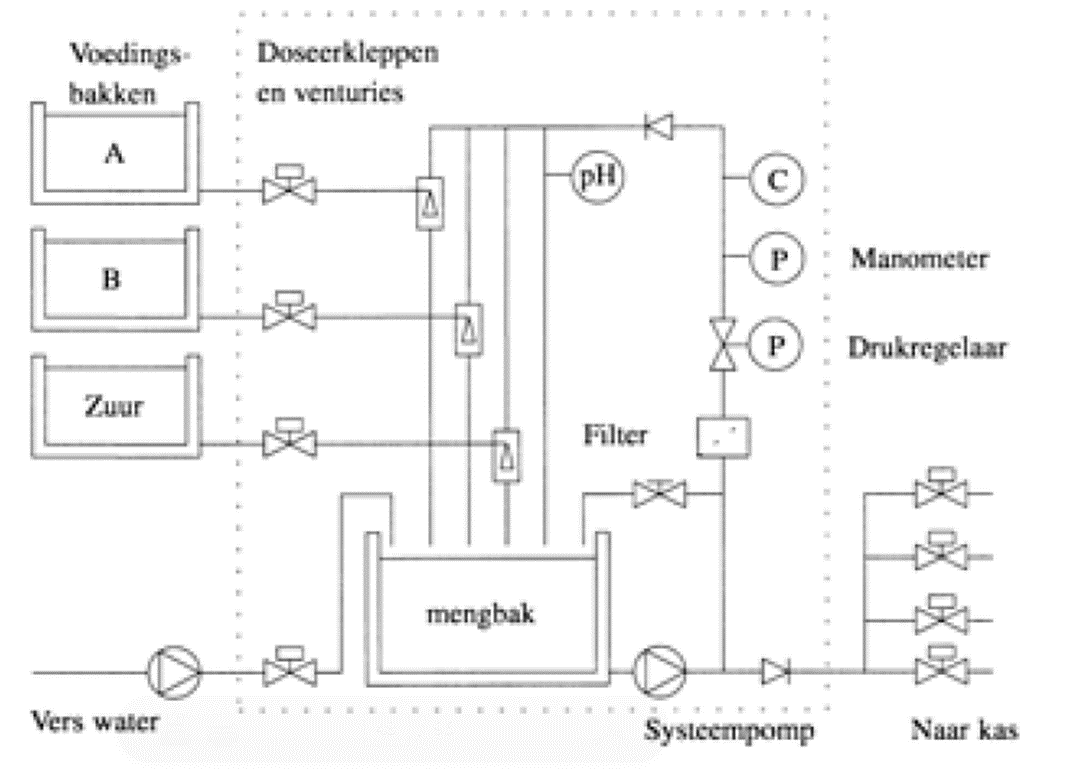 Voedings-
bakken
Doseerkleppen
en venturies
A
pH
C
B
P
Manometer
P
Drukregelaar
Zuur
Filter
mengbak
Vers water
Systeempomp
Naar kas